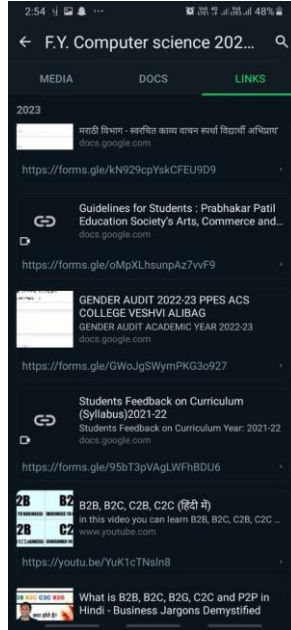 2:54
48%
F.Y. Computer science 202...
MEDIA DOCS LINKS
2023
मराठी विभाग - स्वरचित काव्य वाचन स्पर्धा विद्यार्थी अभिप्राय
docs.google.com
https://forms.gle/kN929cpYskCFEU9D9
Guidelines for Students : Prabhakar Patil
Education Society's Arts, Commerce and...
docs.google.com
https://forms.gle/oMpXLhsunpAz7vvF9
GENDER AUDIT 2022-23 PPES ACS
COLLEGE VESHVI ALIBAG
GENDER AUDIT ACADEMIC YEAR 2022-23
docs.google.com
https://forms.gle/GWoJgSWymPKG3o927
Students Feedback on Curriculum
(Syllabus)2021-22
Students Feedback on Curriculum Year: 2021-22
docs.google.com
https://forms.gle/95bT3pVAgLWFhBDU6
2B B2
2B C2
B2B, B2C, C2B, C2C (हिंदी में)
in this video you can learn B2B, B2C, C2B, C2C ...
www.youtube.com
https://youtu.be/YuK1cTNsIn8
What is B2B, B2C, B2G, C2C and P2P in
Hindi - Business Jargons Demystified